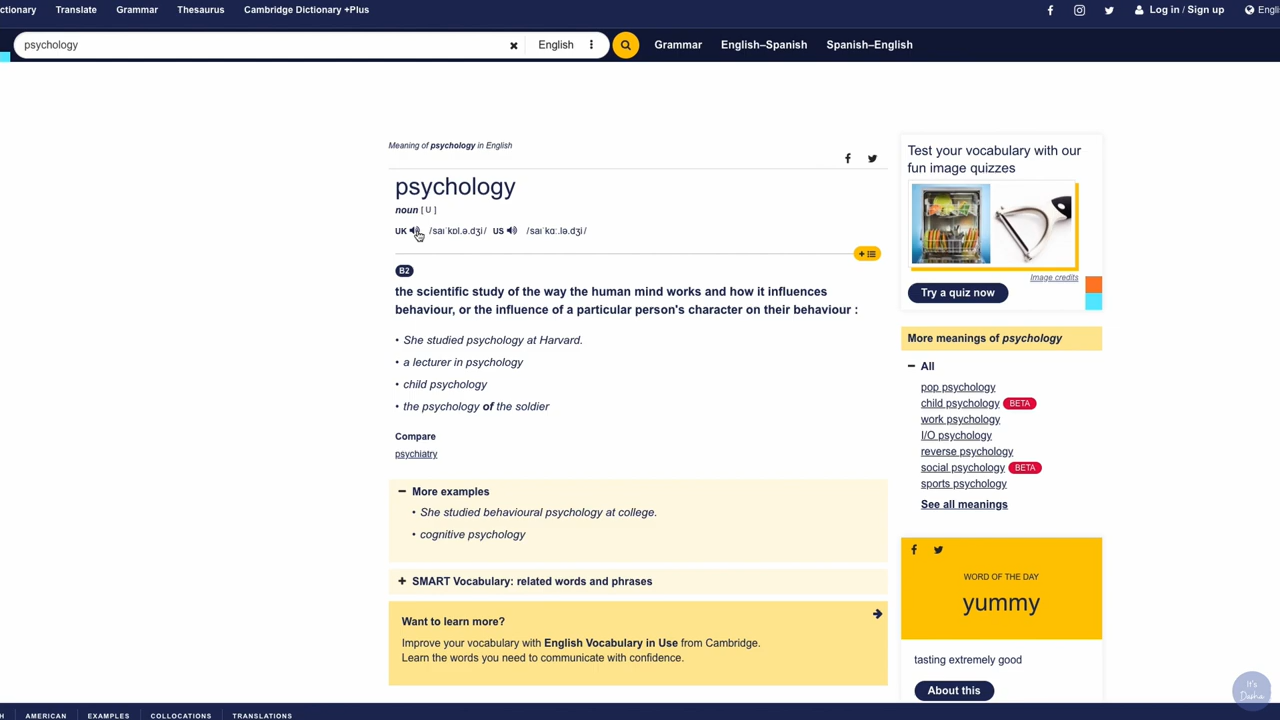 ctionary Translate Grammar Thesaurus Cambridge Dictionary +Plus Log in / Sign up Engli
psychology English Grammar English–Spanish Spanish–English
Meaning of psychology in English
psychology
noun [ U ]
UK /saɪˈkɒl.ə.dʒi/ US /saɪˈkɑː.lə.dʒi/
B2
the scientific study of the way the human mind works and how it influences
behaviour, or the influence of a particular person's character on their behaviour :
• She studied psychology at Harvard.
• a lecturer in psychology
• child psychology
• the psychology of the soldier
Compare
psychiatry
More examples
• She studied behavioural psychology at college.
• cognitive psychology
SMART Vocabulary: related words and phrases
Want to learn more?
Improve your vocabulary with English Vocabulary in Use from Cambridge.
Learn the words you need to communicate with confidence.
Test your vocabulary with our
fun image quizzes
Image credits
Try a quiz now
More meanings of psychology
All
pop psychology
child psychology BETA
work psychology
I/O psychology
reverse psychology
social psychology BETA
sports psychology
See all meanings
WORD OF THE DAY
yummy
tasting extremely good
About this
It's
Dasha
H AMERICAN EXAMPLES COLLOCATIONS TRANSLATIONS